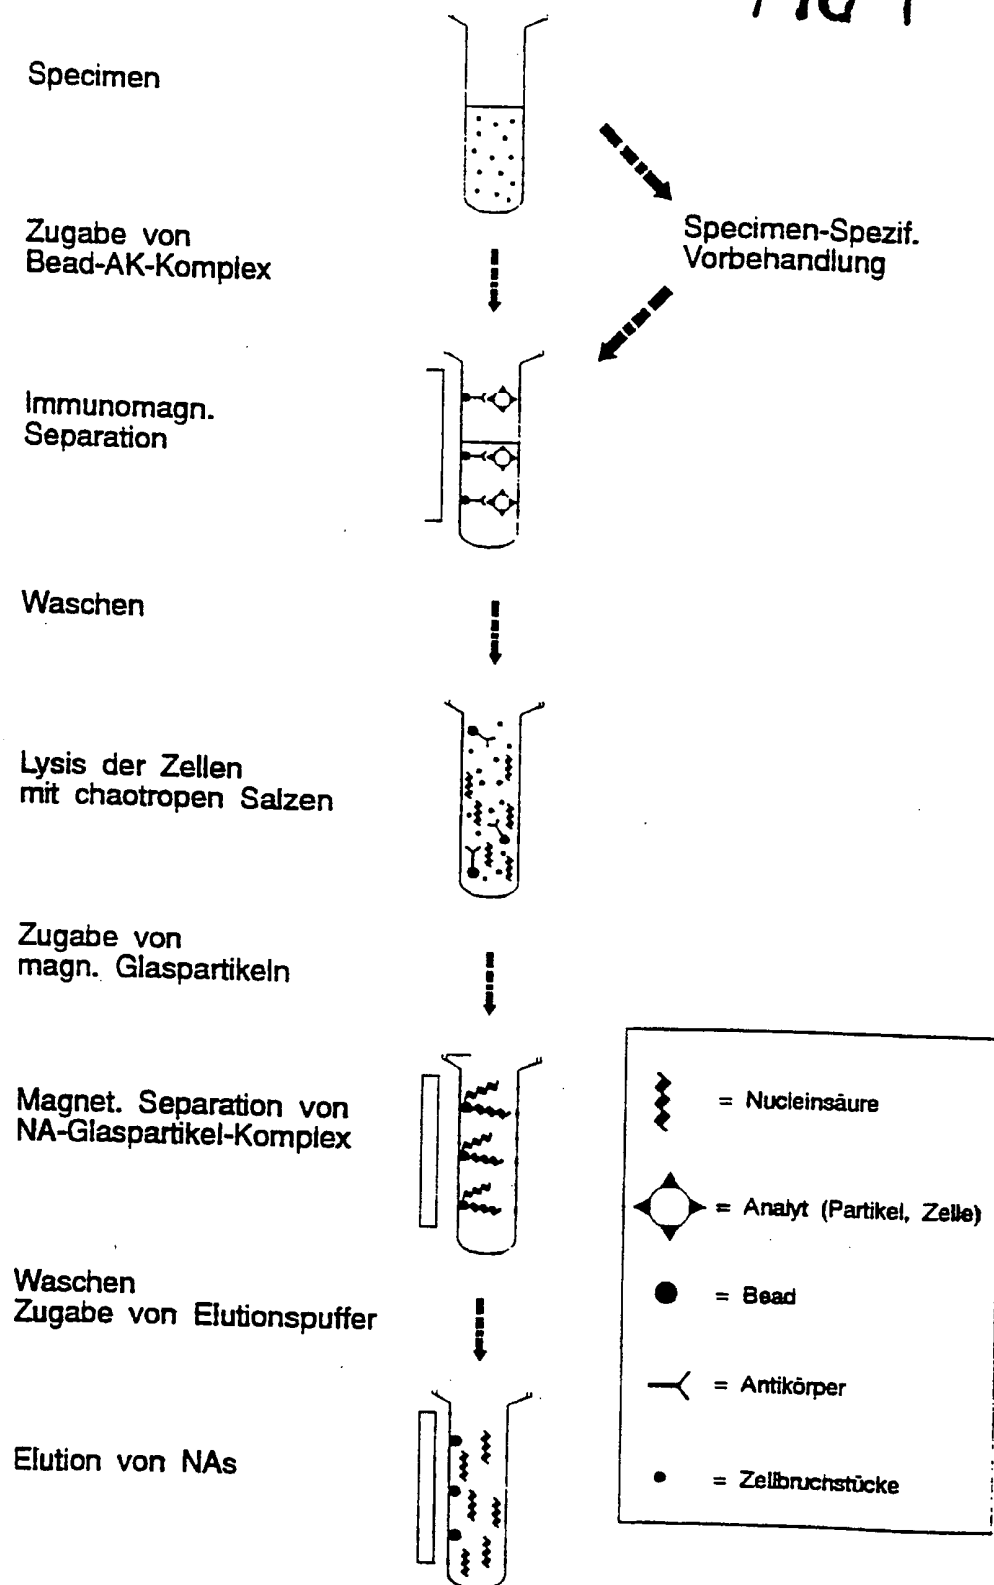 FIG 1
Specimen
Zugabe von
Bead-AK-Komplex
Specimen-Spezif.
Vorbehandlung
Immunomagn.
Separation
Waschen
Lysis der Zellen
mit chaotropen Salzen
Zugabe von
magn. Glaspartikeln
Magnet. Separation von
NA-Glaspartikel-Komplex
Waschen
Zugabe von Elutionspuffer
Elution von NAs
= Nucleinsäure
= Analyt (Partikel, Zelle)
= Bead
= Antikörper
= Zellbruchstücke